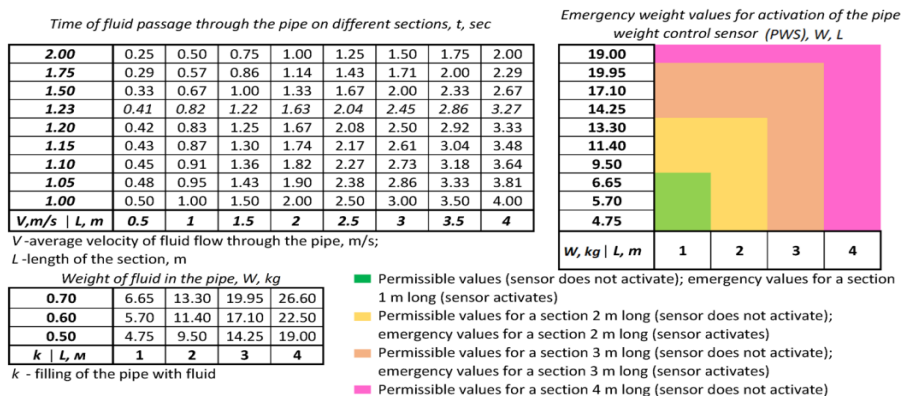 Time of fluid passage through the pipe on different sections, t, sec
2.00 0.25 0.50 0.75 1.00 1.25 1.50 1.75 2.00
1.75 0.29 0.57 0.86 1.14 1.43 1.71 2.00 2.29
1.50 0.33 0.67 1.00 1.33 1.67 2.00 2.33 2.67
1.23 0.41 0.82 1.22 1.63 2.04 2.45 2.86 3.27
1.20 0.42 0.83 1.25 1.67 2.08 2.50 2.92 3.33
1.15 0.43 0.87 1.30 1.74 2.17 2.61 3.04 3.48
1.10 0.45 0.91 1.36 1.82 2.27 2.73 3.18 3.64
1.05 0.48 0.95 1.43 1.90 2.38 2.86 3.33 3.81
1.00 0.50 1.00 1.50 2.00 2.50 3.00 3.50 4.00
V,m/s | L, m 0.5 1 1.5 2 2.5 3 3.5 4
V -average velocity of fluid flow through the pipe, m/s;
L -length of the section, m
Weight of fluid in the pipe, W, kg
0.70 6.65 13.30 19.95 26.60
0.60 5.70 11.40 17.10 22.50
0.50 4.75 9.50 14.25 19.00
k | L, м 1 2 3 4
k - filling of the pipe with fluid
Emergency weight values for activation of the pipe
weight control sensor (PWS), W, L
19.00
19.95
17.10
14.25
13.30
11.40
9.50
6.65
5.70
4.75
W, kg | L, m 1 2 3 4
Permissible values (sensor does not activate); emergency values for a section
1 m long (sensor activates)
Permissible values for a section 2 m long (sensor does not activate);
emergency values for a section 2 m long (sensor activates)
Permissible values for a section 3 m long (sensor does not activate);
emergency values for a section 3 m long (sensor activates)
Permissible values for a section 4 m long (sensor does not activate)